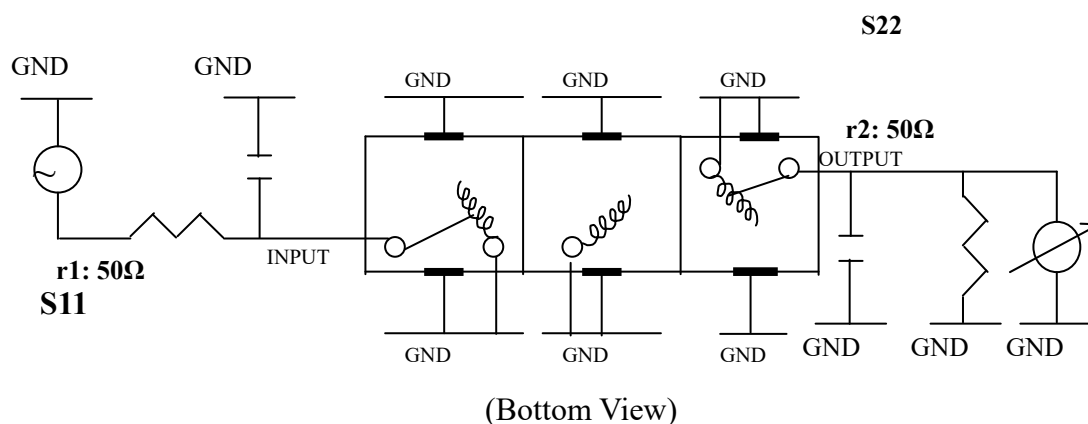 S22
GND
GND
GND
GND
GND
r2: 50Ω
OUTPUT
~
INPUT
r1: 50Ω
S11
GND
GND
GND
GND
GND
GND
(Bottom View)